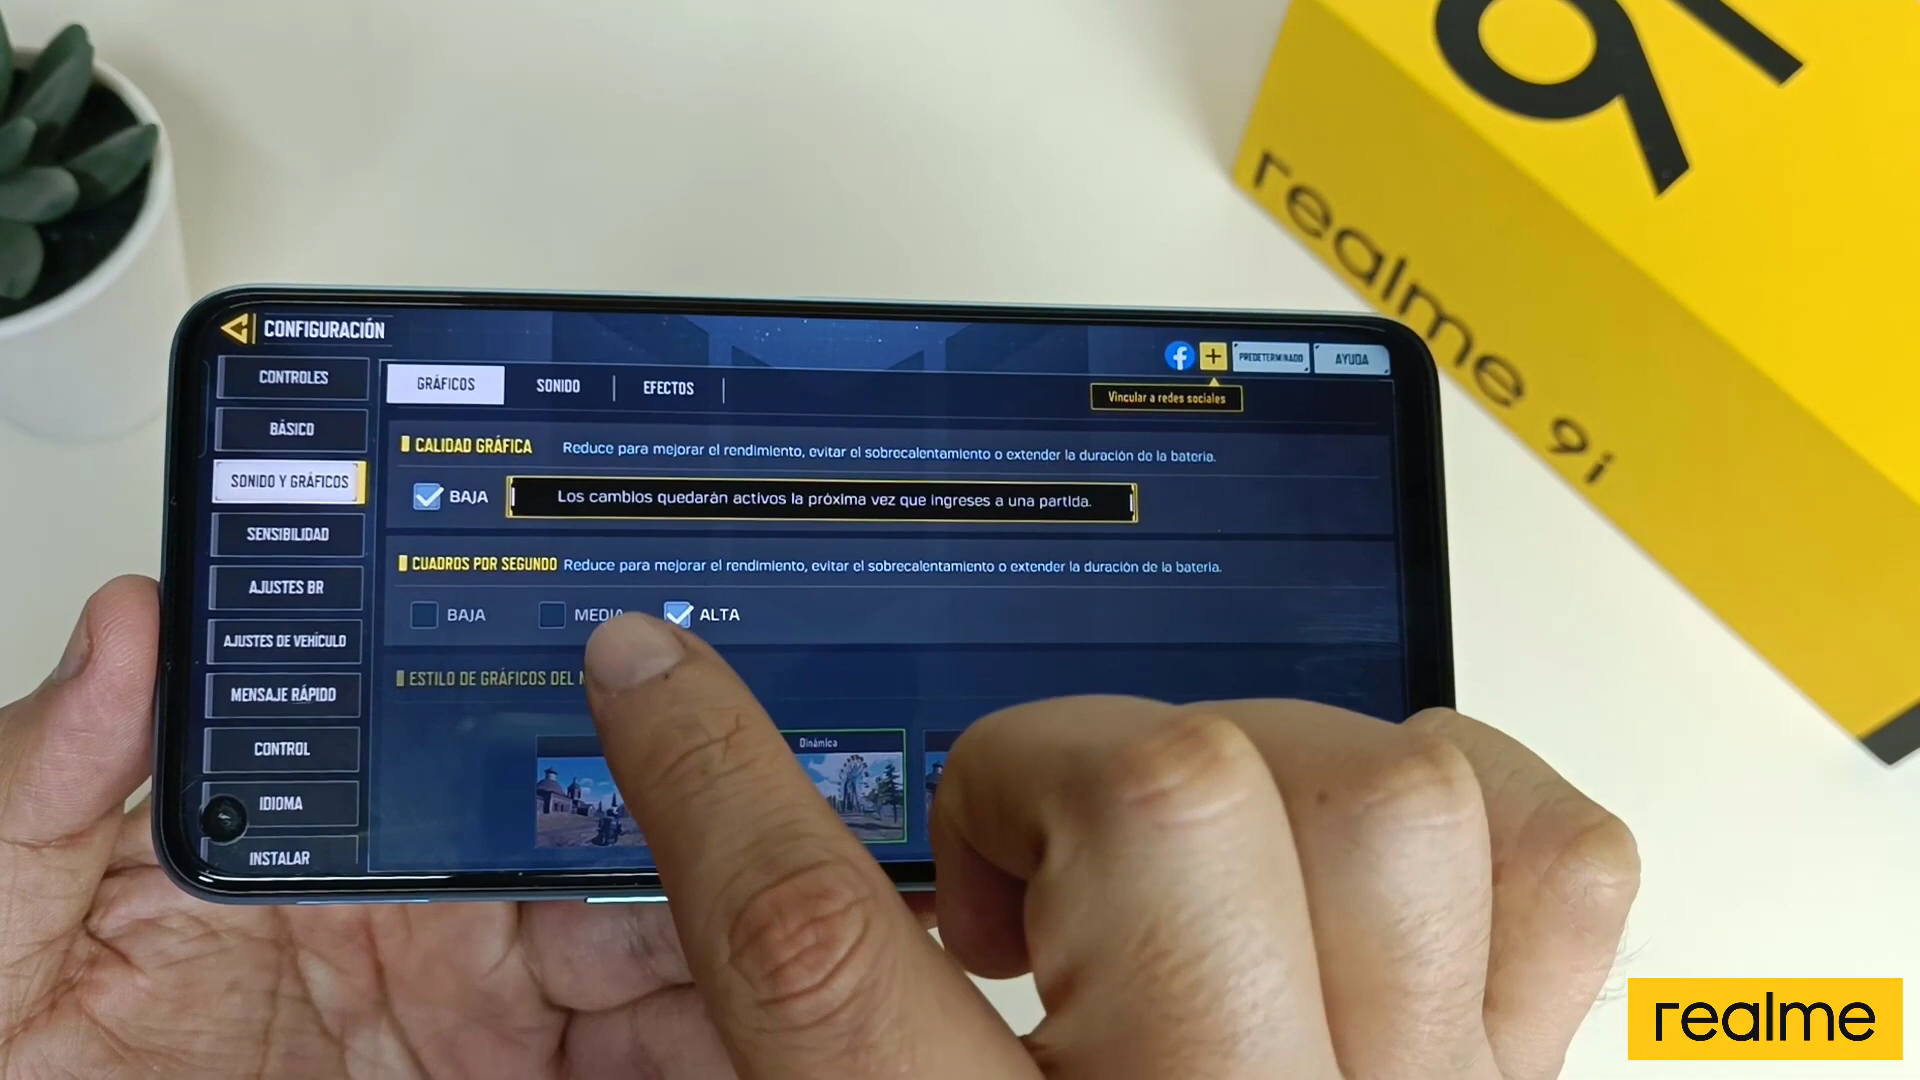 9i
realme 9i
CONFIGURACIÓN
PREDETERMINADO
AYUDA
CONTROLES
GRÁFICOS
SONIDO
EFECTOS
Vincular a redes sociales
BÁSICO
CALIDAD GRÁFICA
Reduce para mejorar el rendimiento, evitar el sobrecalentamiento o extender la duración de la batería.
SONIDO Y GRÁFICOS
BAJA
Los cambios quedarán activos la próxima vez que ingreses a una partida.
SENSIBILIDAD
CUADROS POR SEGUNDO
Reduce para mejorar el rendimiento, evitar el sobrecalentamiento o extender la duración de la batería.
AJUSTES BR
BAJA
MEDIA
ALTA
AJUSTES DE VEHÍCULO
ESTILO DE GRÁFICOS DEL
MENSAJE RÁPIDO
CONTROL
Dinámica
IDIOMA
INSTALAR
realme